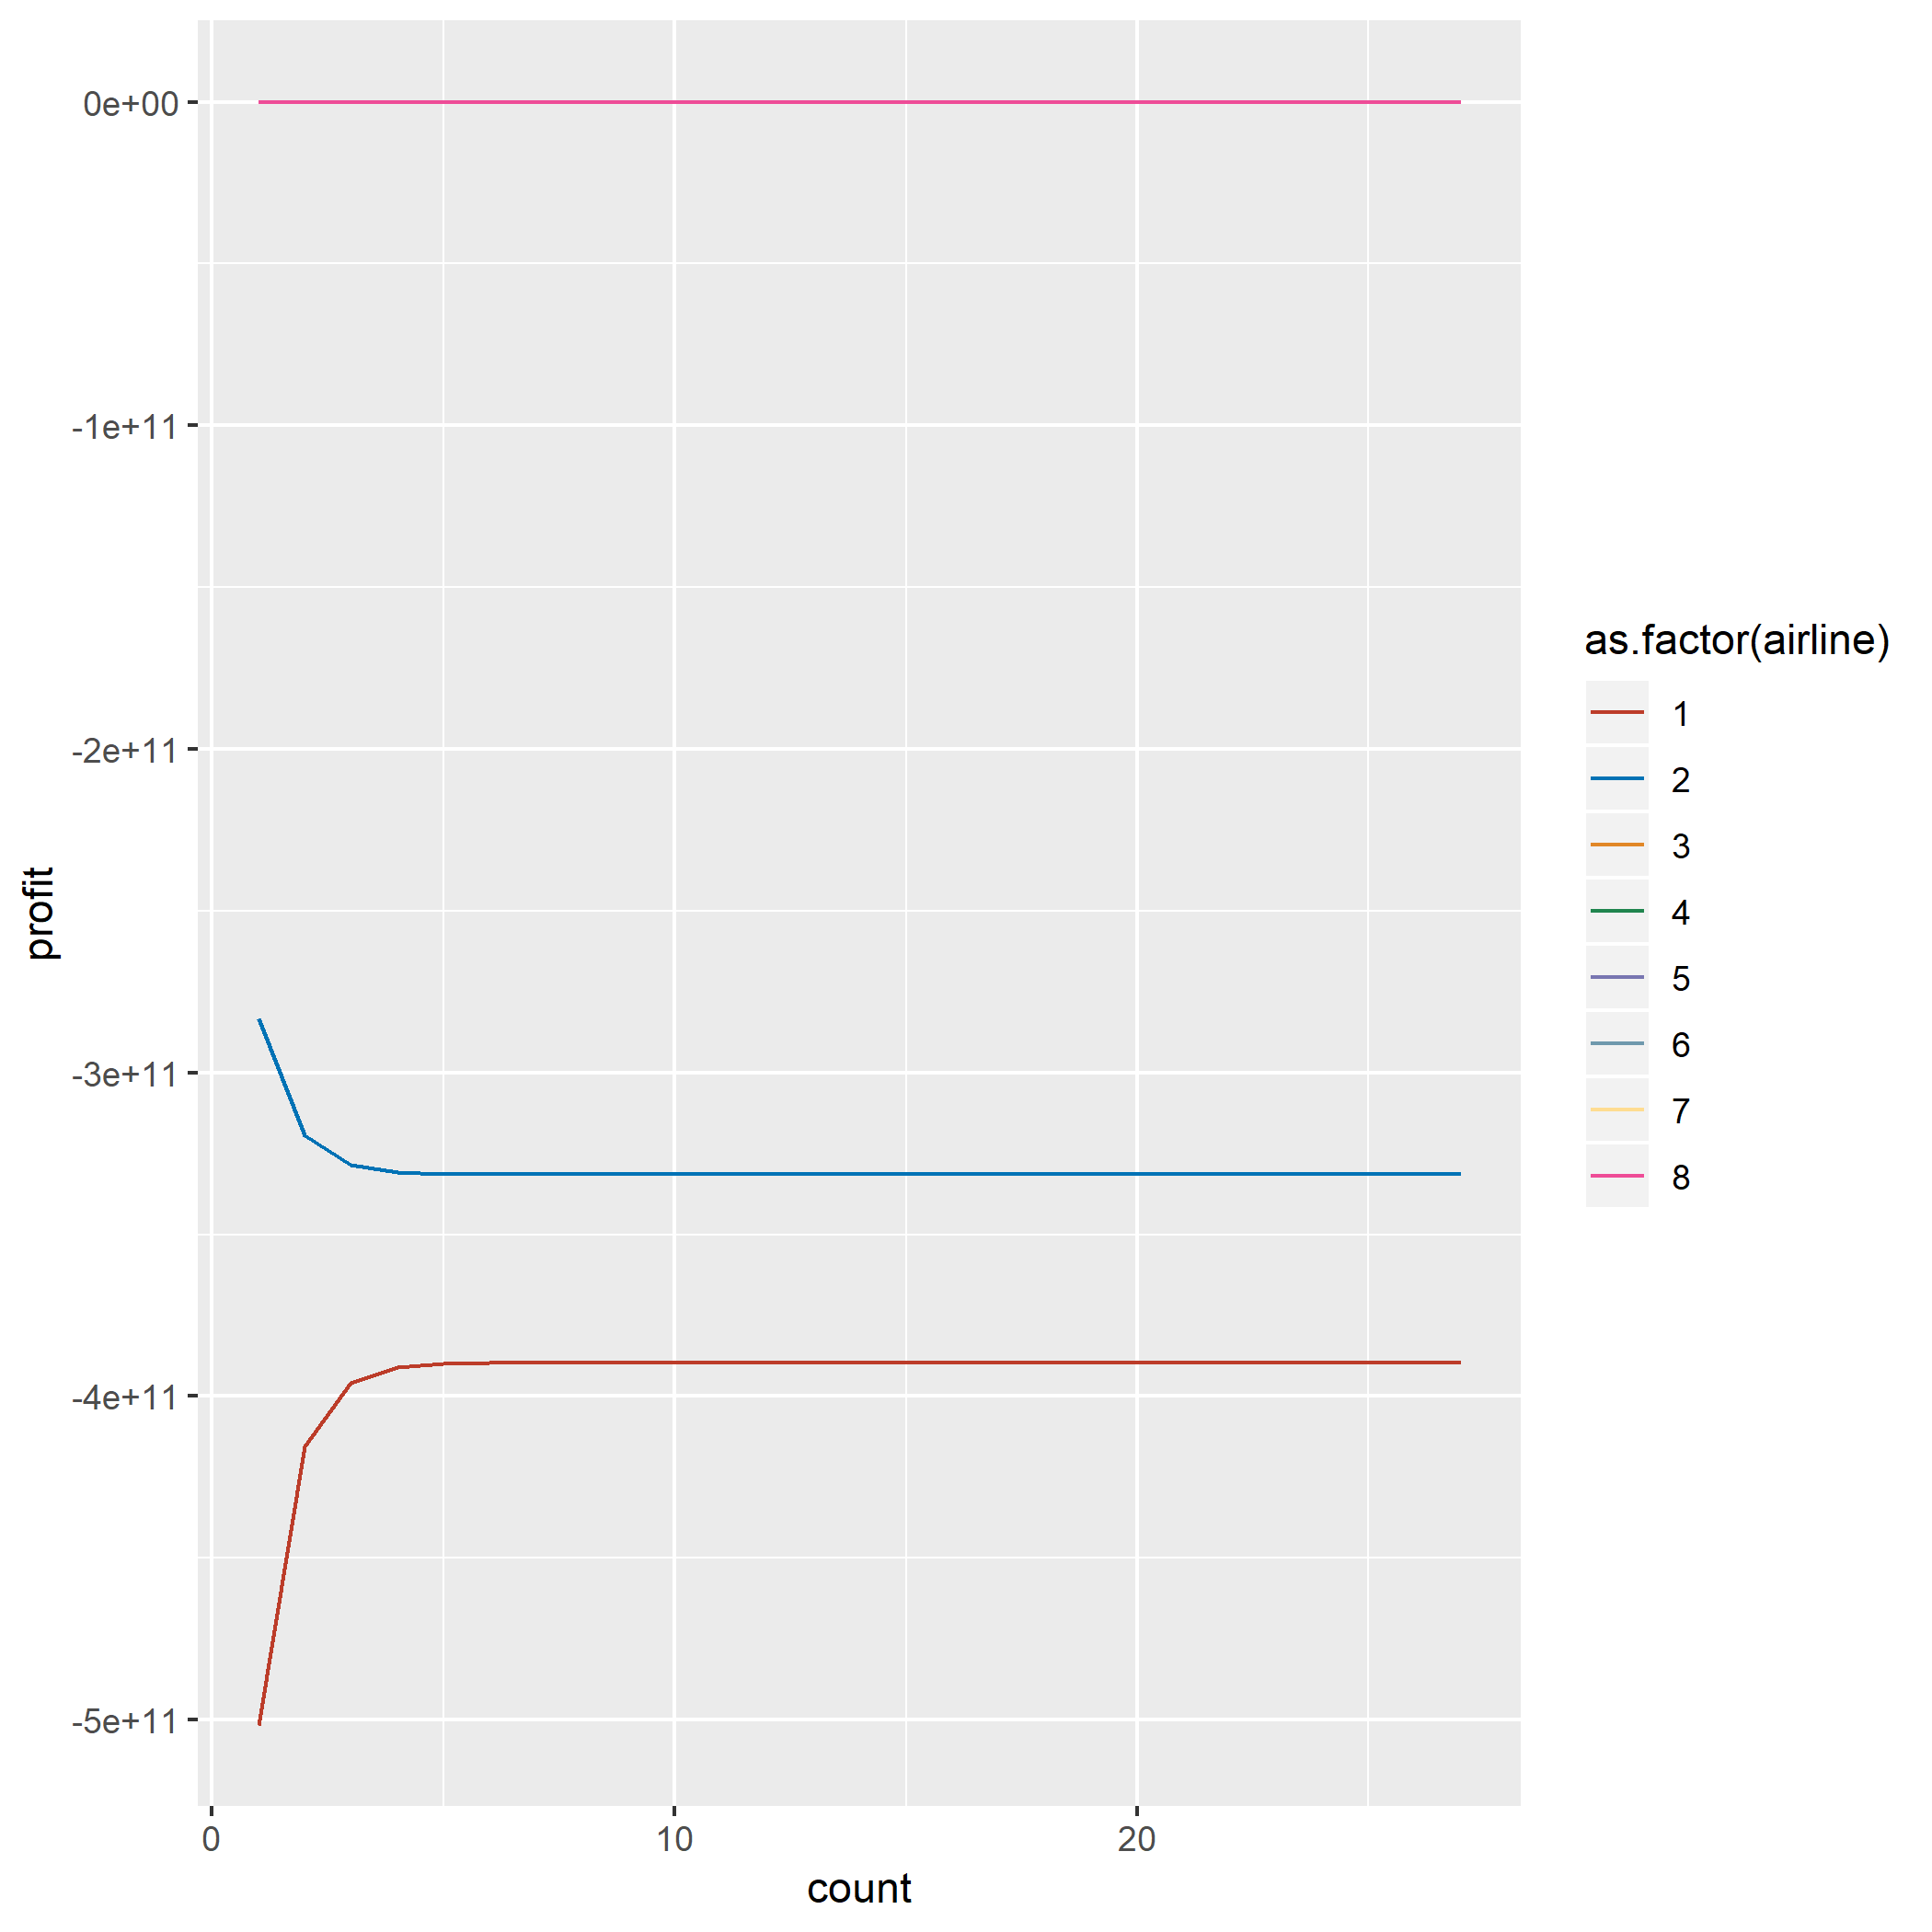 0e+00
-1e+11
-2e+11
-3e+11
-4e+11
-5e+11
profit
0 10 20
count
as.factor(airline)
1
2
3
4
5
6
7
8